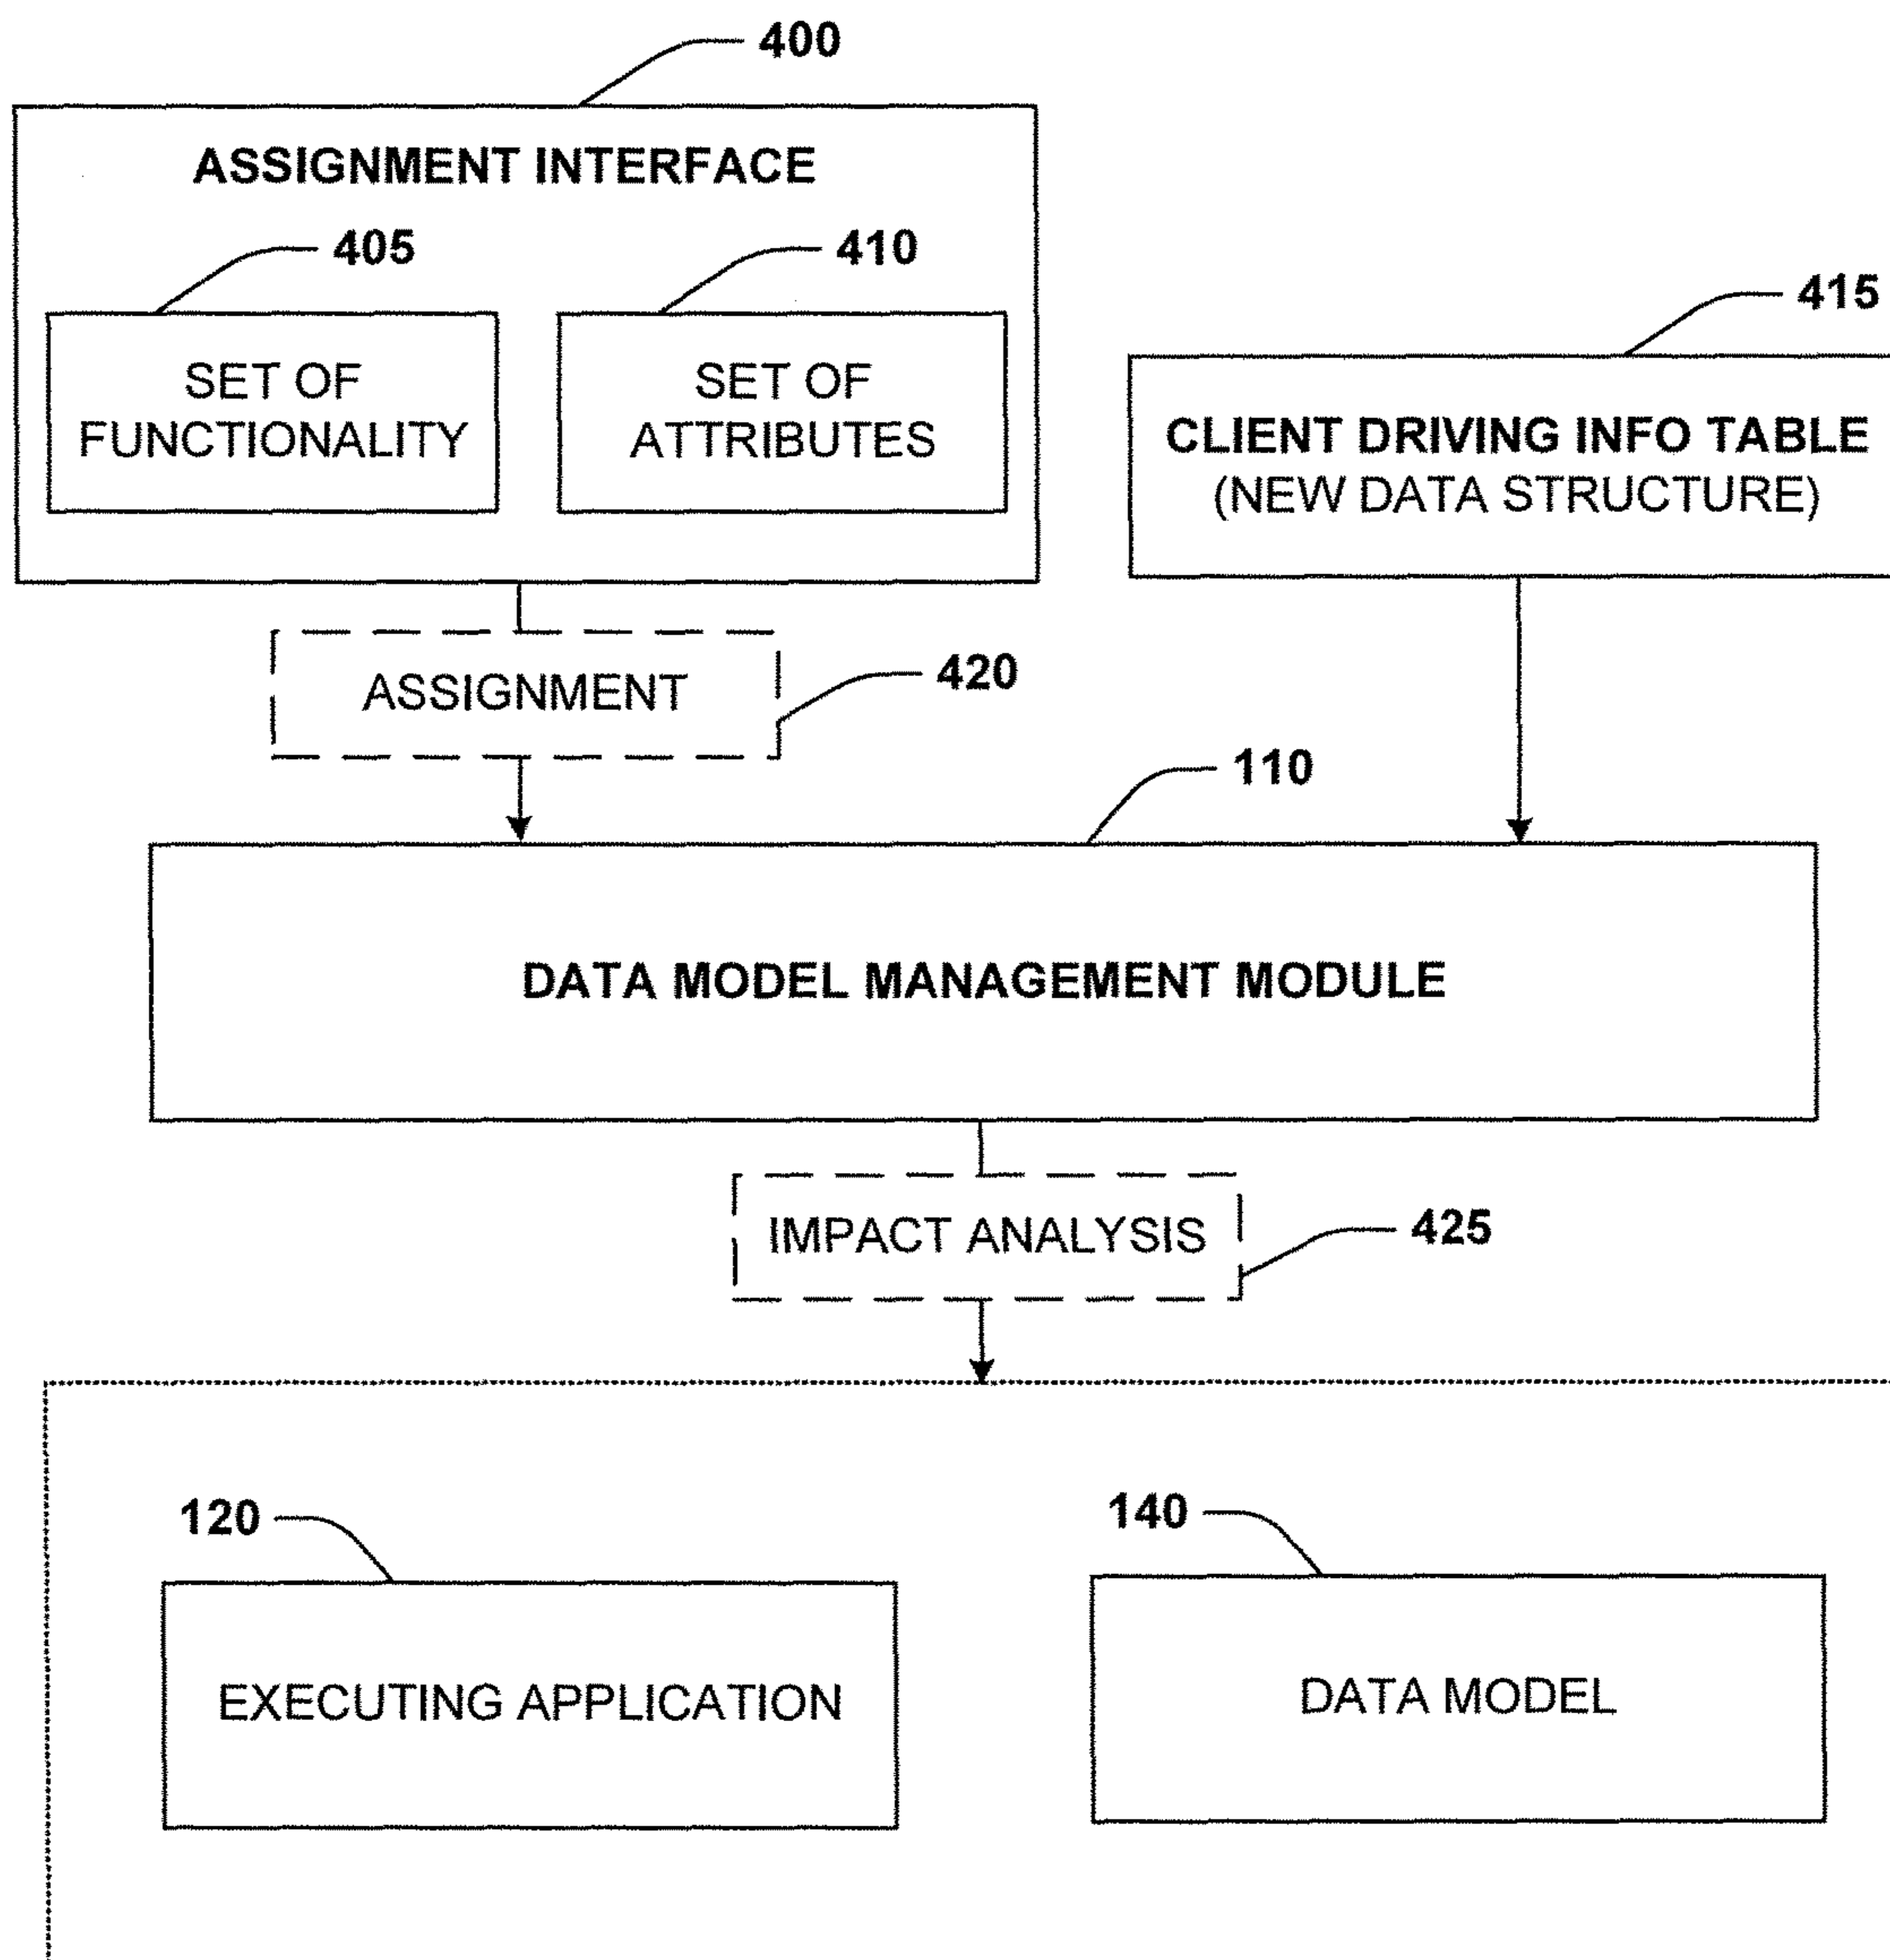 400
ASSIGNMENT INTERFACE
405
410
SET OF
FUNCTIONALITY
SET OF
ATTRIBUTES
415
CLIENT DRIVING INFO TABLE
(NEW DATA STRUCTURE)
ASSIGNMENT
420
110
DATA MODEL MANAGEMENT MODULE
IMPACT ANALYSIS
425
120
140
EXECUTING APPLICATION
DATA MODEL